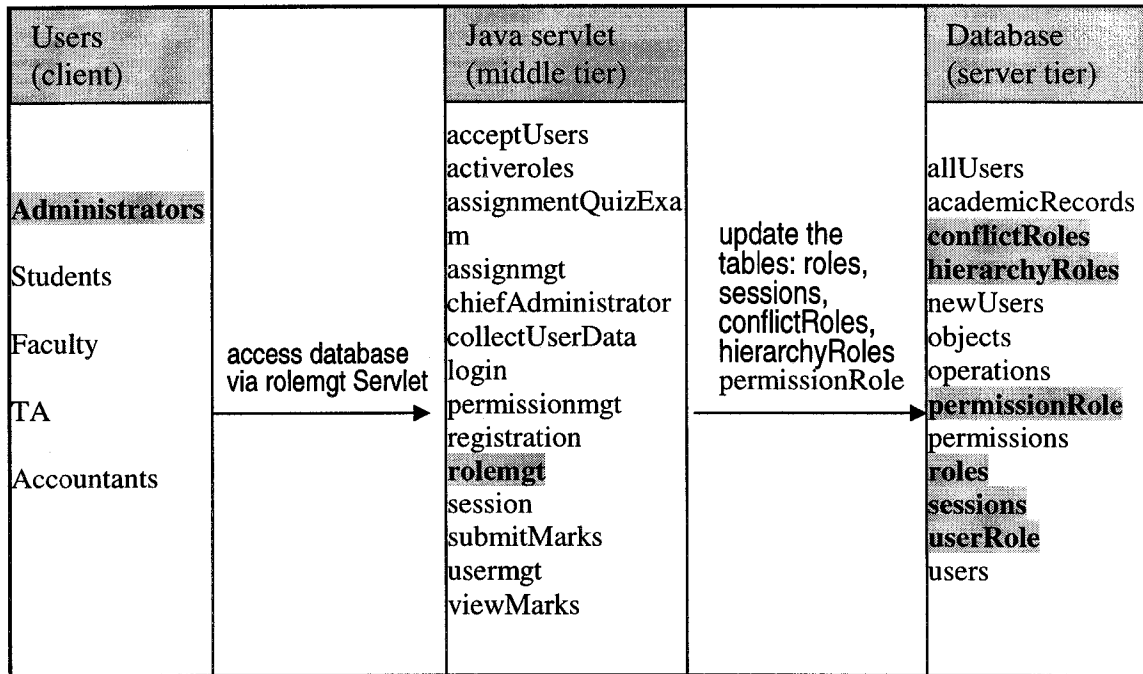 Users
(client)
Java servlet
(middle tier)
Database
(server tier)
Administrators
Students
Faculty
TA
Accountants
access database
via rolemgt Servlet
acceptUsers
activeroles
assignmentQuizExa
m
assignmgt
chiefAdministrator
collectUserData
login
permissionmgt
registration
rolemgt
session
submitMarks
usermgt
viewMarks
update the
tables: roles,
sessions,
conflictRoles,
hierarchyRoles
permissionRole
allUsers
academicRecords
conflictRoles
hierarchyRoles
newUsers
objects
operations
permissionRole
permissions
roles
sessions
userRole
users